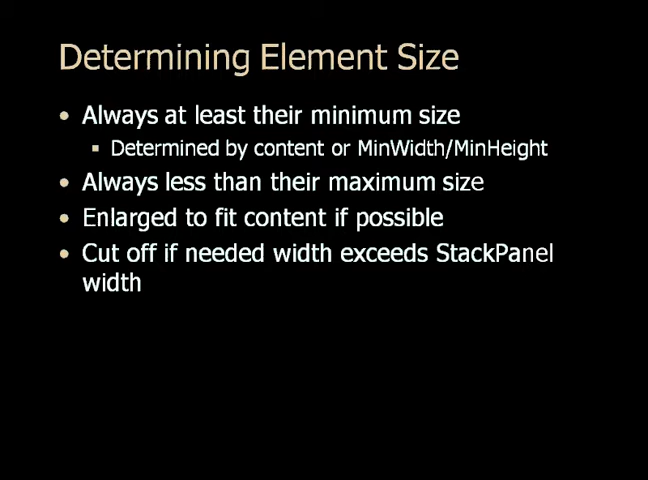 Determining Element Size
• Always at least their minimum size
▪ Determined by content or MinWidth/MinHeight
• Always less than their maximum size
• Enlarged to fit content if possible
• Cut off if needed width exceeds StackPanel
width